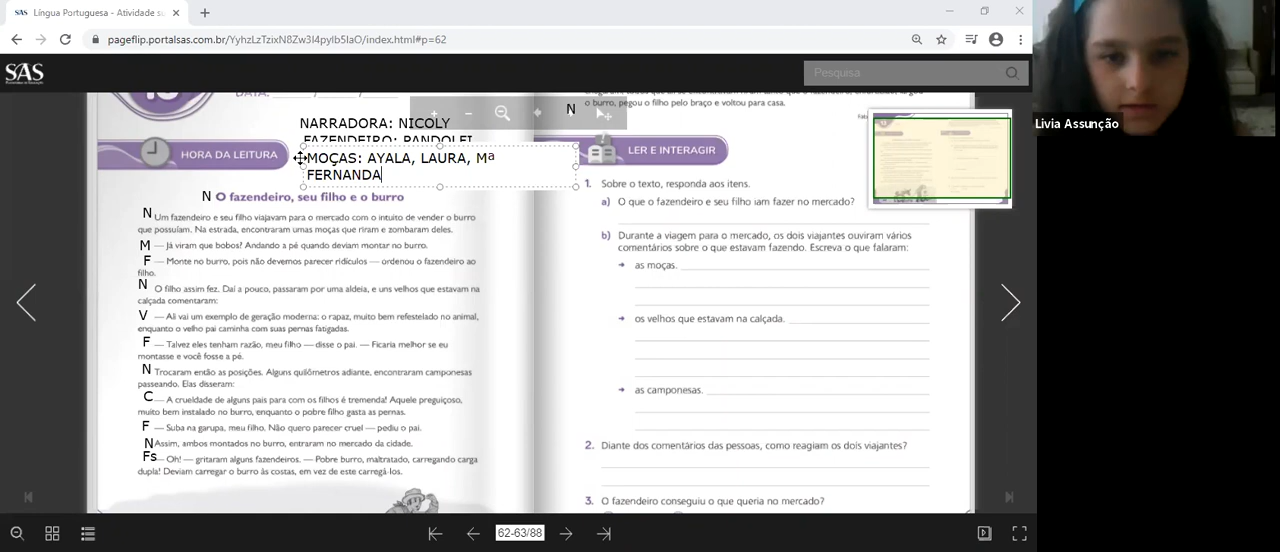 SAS Língua Portuguesa - Atividade su
pageflip.portalsas.com.br/YyhzLzTzixN8Zw3l4pyIb5IaO/index.html#p=62
SAS
Pesquisa
DATA:
NARRADORA: NICOLY
FAZENDEIRO: RANDOLFI
MOÇAS: AYALA, LAURA, Mª
FERNANDA
HORA DA LEITURA
N O fazendeiro, seu filho e o burro
N Um fazendeiro e seu filho viajavam para o mercado com o intuito de vender o burro
que possuíam. Na estrada, encontraram umas moças que riram e zombaram deles.
M — Já viram que bobos? Andando a pé quando deviam montar no burro.
F — Monte no burro, pois não devemos parecer ridículos — ordenou o fazendeiro ao
filho.
N O filho assim fez. Daí a pouco, passaram por uma aldeia, e uns velhos que estavam na
calçada comentaram:
V — Ali vai um exemplo de geração moderna: o rapaz, muito bem refestelado no animal,
enquanto o velho pai caminha com suas pernas fatigadas.
F — Talvez eles tenham razão, meu filho — disse o pai. — Ficaria melhor se eu
montasse e você fosse a pé.
N Trocaram então as posições. Alguns quilômetros adiante, encontraram camponesas
passeando. Elas disseram:
C — A crueldade de alguns pais para com os filhos é tremenda! Aquele preguiçoso,
muito bem instalado no burro, enquanto o pobre filho gasta as pernas.
F — Suba na garupa, meu filho. Não quero parecer cruel — pediu o pai.
N Assim, ambos montados no burro, entraram no mercado da cidade.
Fs — Oh! — gritaram alguns fazendeiros. — Pobre burro, maltratado, carregando carga
dupla! Deviam carregar o burro às costas, em vez de este carregá-los.
N
o burro, pegou o filho pelo braço e voltou para casa.
LER E INTERAGIR
1. Sobre o texto, responda aos itens.
a) O que o fazendeiro e seu filho iam fazer no mercado?
b) Durante a viagem para o mercado, os dois viajantes ouviram vários
comentários sobre o que estavam fazendo. Escreva o que falaram:
as moças.
os velhos que estavam na calçada.
as camponesas.
2. Diante dos comentários das pessoas, como reagiam os dois viajantes?
3. O fazendeiro conseguiu o que queria no mercado?
62-63/88
Livia Assunção